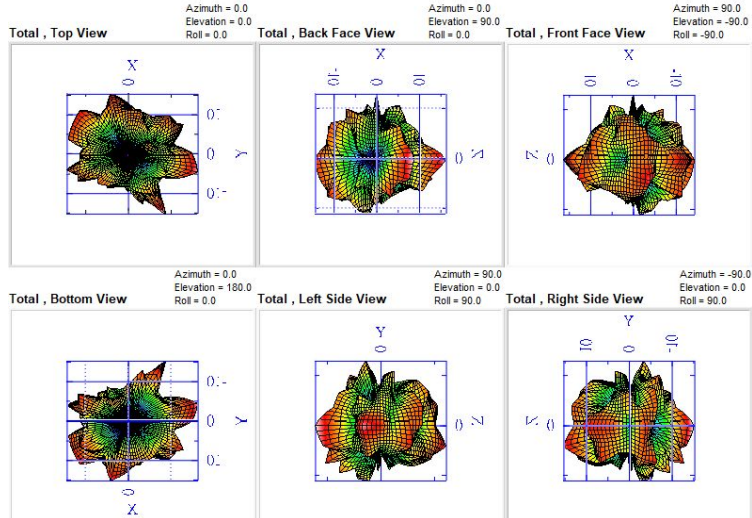 Azimuth = 0.0
Elevation = 0.0
Roll = 0.0
Total , Top View
Azimuth = 0.0
Elevation = 90.0
Roll = 0.0
Total , Back Face View
Azimuth = 90.0
Elevation = -90.0
Roll = -90.0
Total , Front Face View
X
0
0
Y
X
-10
0
10
0
Z
X
10
0
-10
Z
0
Azimuth = 0.0
Elevation = 180.0
Roll = 0.0
Total , Bottom View
Azimuth = 90.0
Elevation = 0.0
Roll = 90.0
Total , Left Side View
Azimuth = -90.0
Elevation = 0.0
Roll = 90.0
Total , Right Side View
0
Y
0
X
Y
0
0
Z
Y
10
0
-10
Z
0